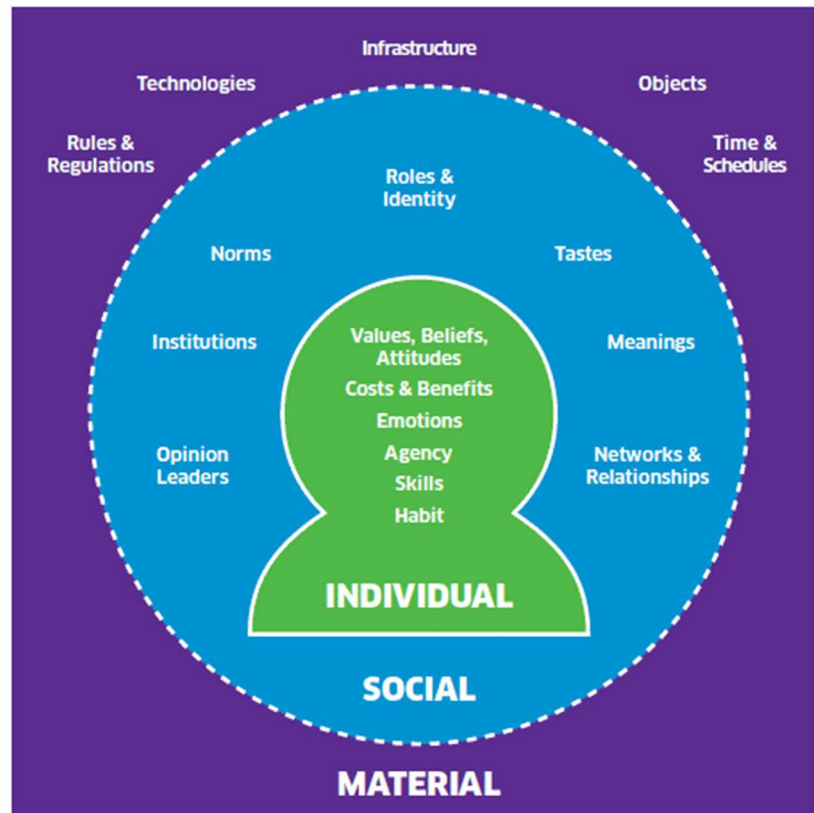 Infrastructure
Technologies
Objects
Rules &
Regulations
Time &
Schedules
Roles &
Identity
Norms
Tastes
Institutions
Meanings
Opinion
Leaders
Networks &
Relationships
Values, Beliefs,
Attitudes
Costs & Benefits
Emotions
Agency
Skills
Habit
INDIVIDUAL
SOCIAL
MATERIAL